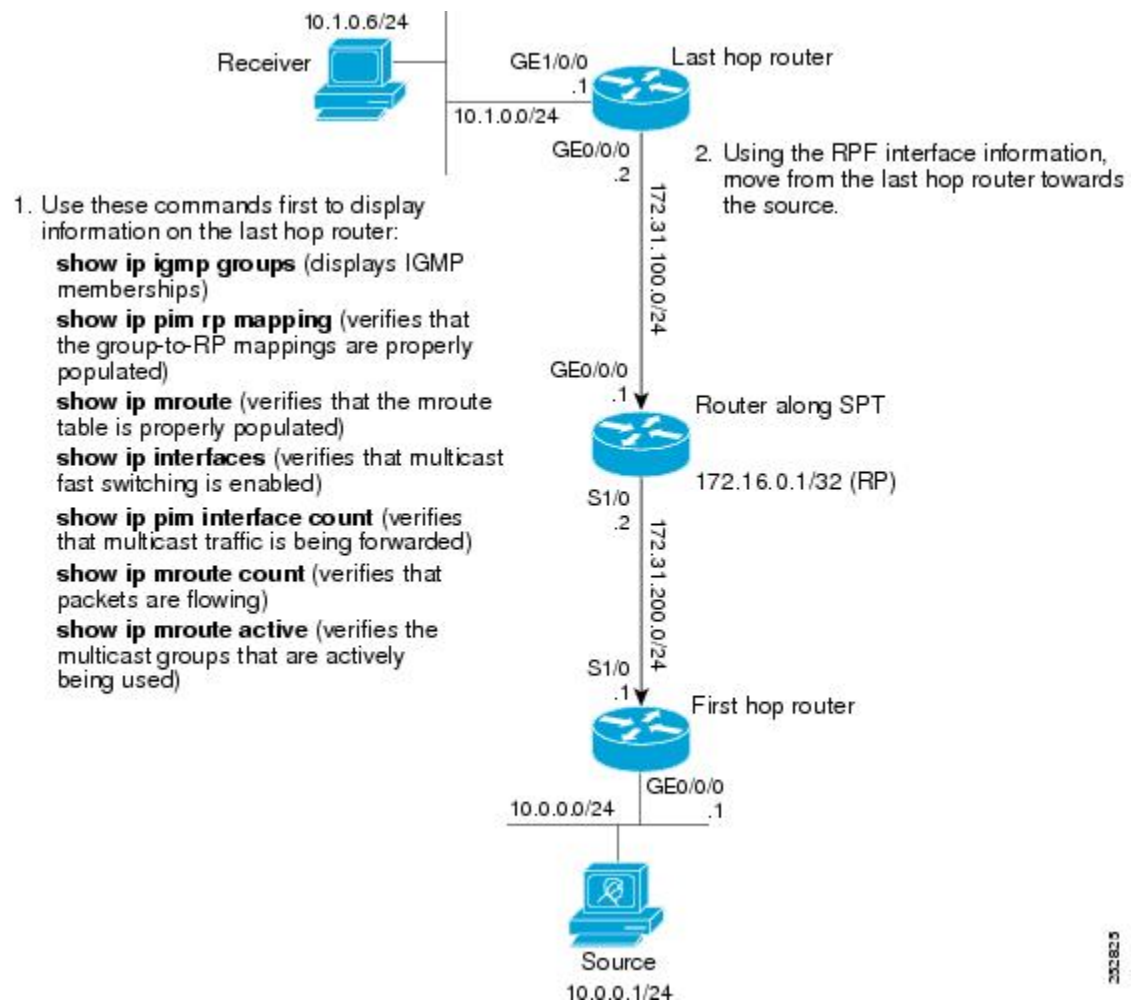 10.1.0.6/24
Receiver
GE1/0/0
.1
Last hop router
10.1.0.0/24
GE0/0/0
.2
2. Using the RPF interface information,
move from the last hop router towards
the source.
172.31.100.0/24
1. Use these commands first to display
information on the last hop router:
show ip igmp groups (displays IGMP
memberships)
show ip pim rp mapping (verifies that
the group-to-RP mappings are properly
populated)
show ip mroute (verifies that the mroute
table is properly populated)
show ip interfaces (verifies that multicast
fast switching is enabled)
show ip pim interface count (verifies
that multicast traffic is being forwarded)
show ip mroute count (verifies that
packets are flowing)
show ip mroute active (verifies the
multicast groups that are actively
being used)
GE0/0/0
.1
Router along SPT
172.16.0.1/32 (RP)
S1/0
.2
172.31.200.0/24
S1/0
.1
First hop router
GE0/0/0
.1
10.0.0.0/24
Source
10.0.0.1/24
252825